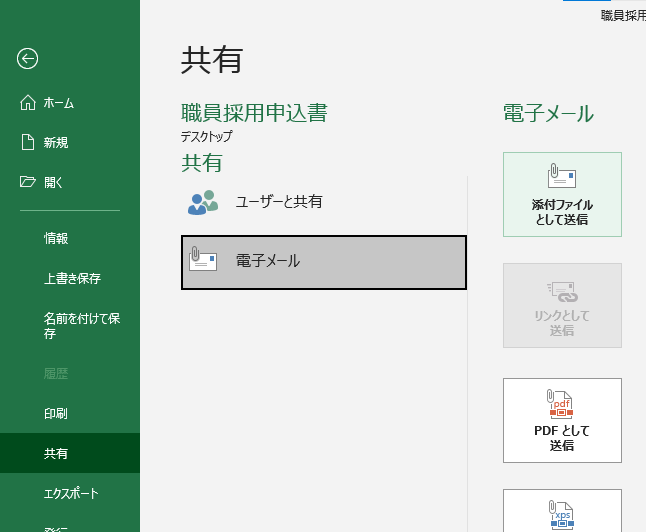 職員採用
共有
ホーム
新規
開く
情報
上書き保存
名前を付けて保
存
履歴
印刷
共有
エクスポート
職員採用申込書
デスクトップ
共有
ユーザーと共有
電子メール
電子メール
添付ファイル
として送信
リンクとして
送信
pdf
PDF として
送信
xps